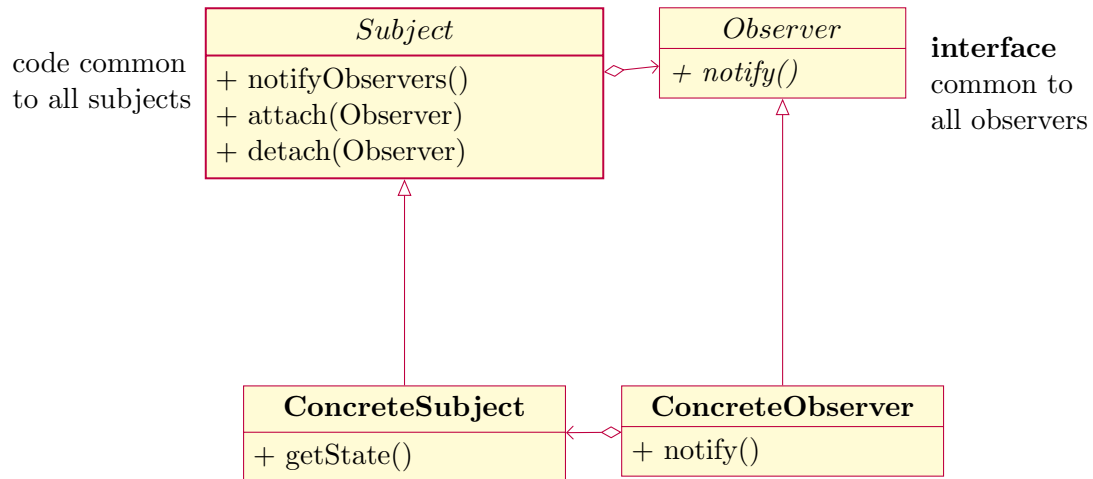 code common
to all subjects
Subject
+ notifyObservers()
+ attach(Observer)
+ detach(Observer)
Observer
+ notify()
interface
common to
all observers
ConcreteSubject
+ getState()
ConcreteObserver
+ notify()